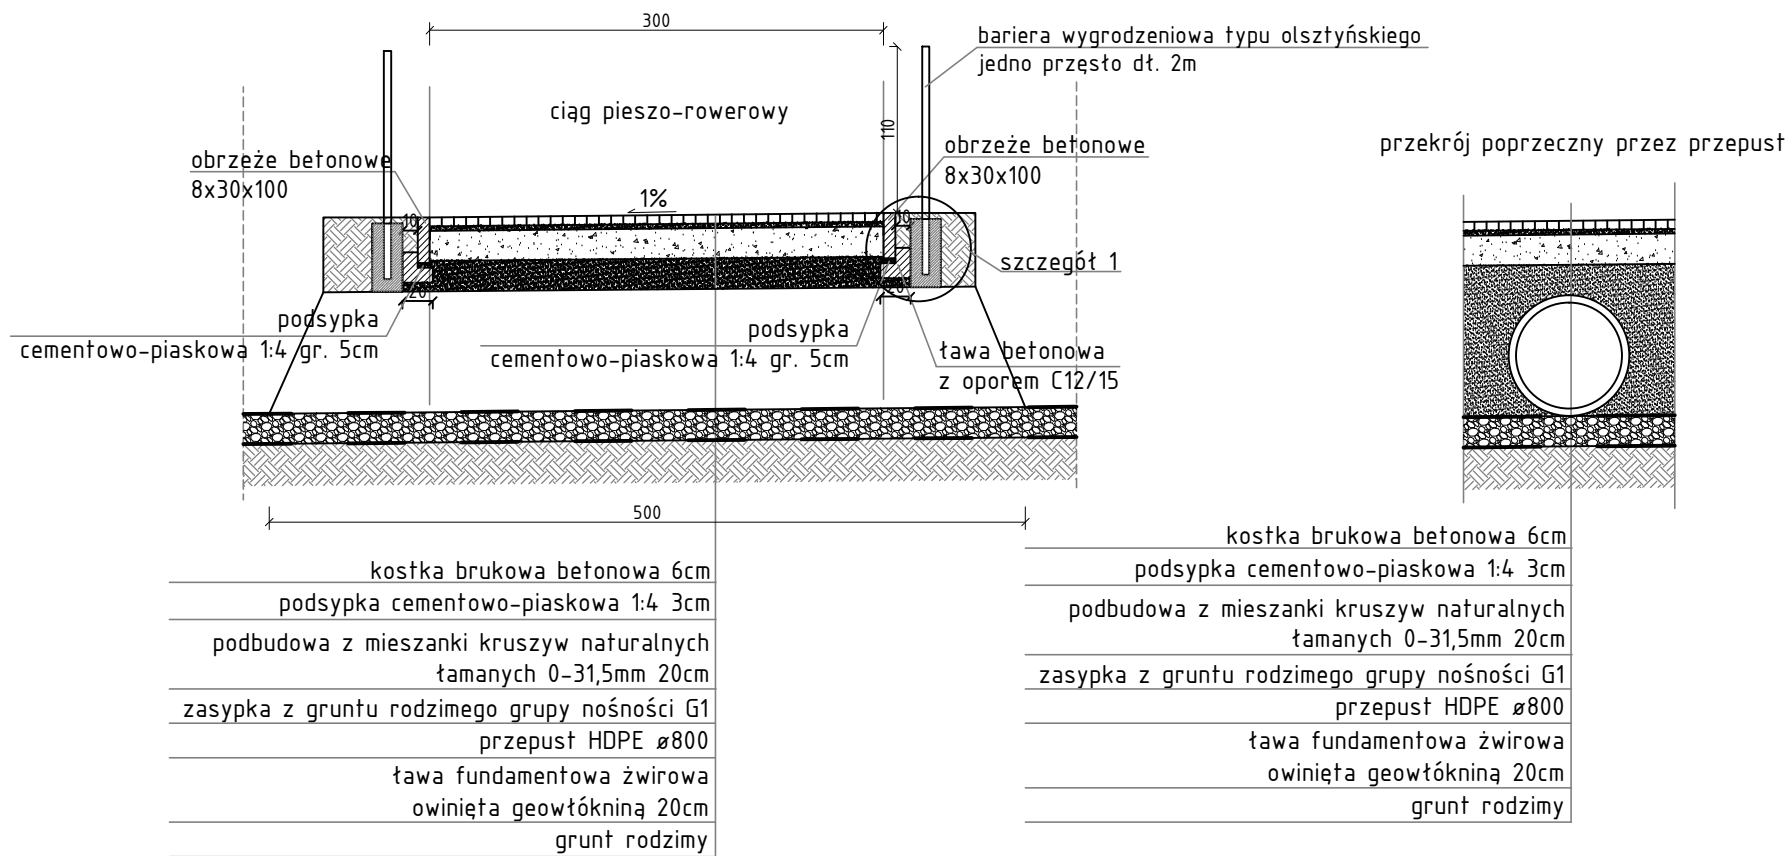 300
bariera wygrodzeniowa typu olsztyńskiego
jedno przęsło dł. 2m
ciąg pieszo-rowerowy
110
obrzeże betonowe
8x30x100
obrzeże betonowe
8x30x100
przekrój poprzeczny przez przepust
1%
10
10
szczegół 1
20
podsypka
cementowo-piaskowa 1:4 gr. 5cm
podsypka
cementowo-piaskowa 1:4 gr. 5cm
ława betonowa
z oporem C12/15
500
kostka brukowa betonowa 6cm
podsypka cementowo-piaskowa 1:4 3cm
podbudowa z mieszanki kruszyw naturalnych
łamanych 0-31,5mm 20cm
zasypka z gruntu rodzimego grupy nośności G1
przepust HDPE ø800
ława fundamentowa żwirowa
owinięta geowłókniną 20cm
grunt rodzimy
kostka brukowa betonowa 6cm
podsypka cementowo-piaskowa 1:4 3cm
podbudowa z mieszanki kruszyw naturalnych
łamanych 0-31,5mm 20cm
zasypka z gruntu rodzimego grupy nośności G1
przepust HDPE ø800
ława fundamentowa żwirowa
owinięta geowłókniną 20cm
grunt rodzimy